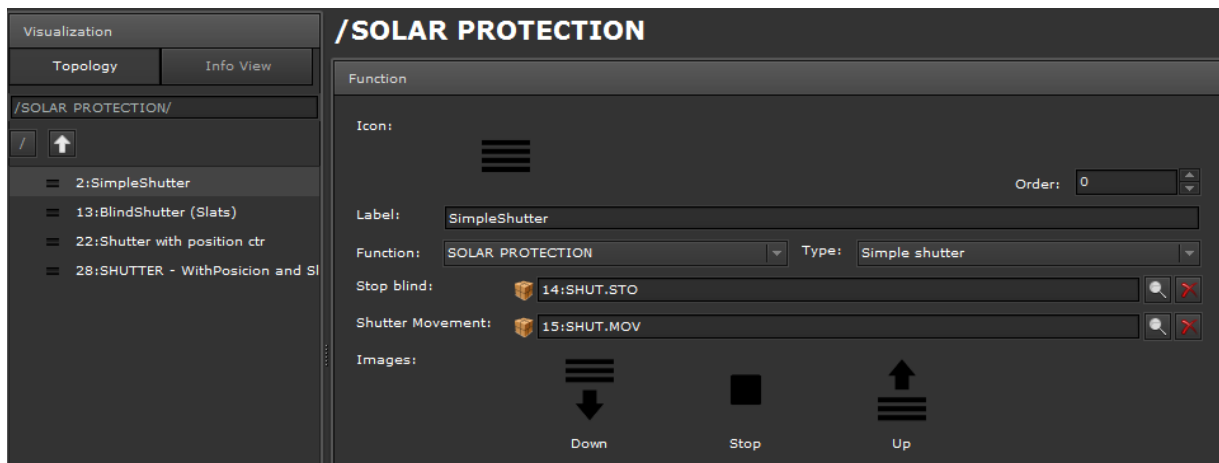 Visualization
Topology
Info View
/SOLAR PROTECTION/
/
2:SimpleShutter
13:BlindShutter (Slats)
22:Shutter with position ctr
28:SHUTTER - WithPosicion and Sl
/SOLAR PROTECTION
Function
Icon:
Order: 0
Label: SimpleShutter
Function: SOLAR PROTECTION Type: Simple shutter
Stop blind: 14:SHUT.STO
Shutter Movement: 15:SHUT.MOV
Images:
Down Stop Up